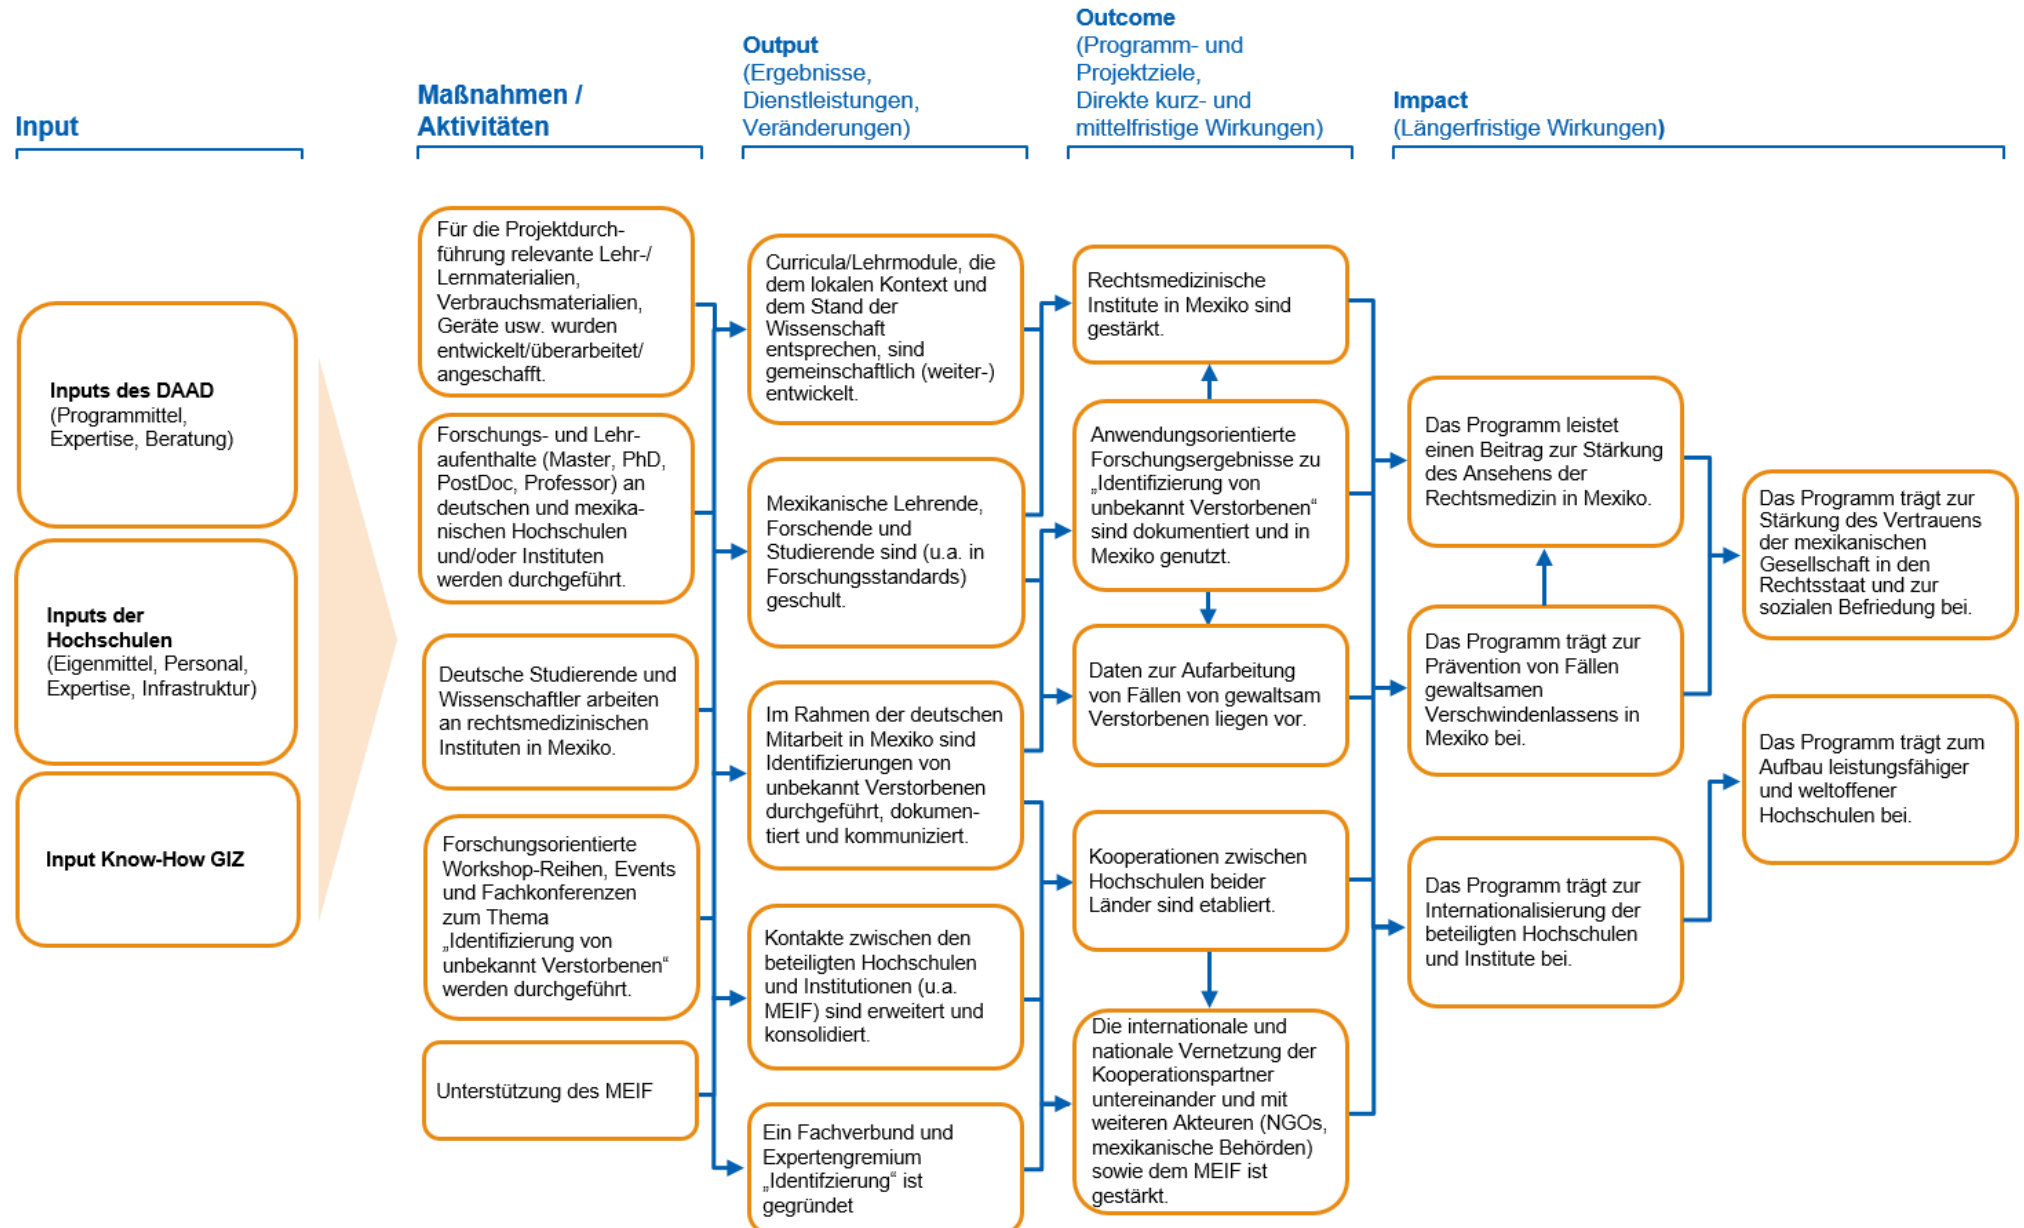 Input
Maßnahmen /
Aktivitäten
Output
(Ergebnisse,
Dienstleistungen,
Veränderungen)
Outcome
(Programm- und
Projektziele,
Direkte kurz- und
mittelfristige Wirkungen)
Impact
(Längerfristige Wirkungen)
Inputs des DAAD
(Programmittel,
Expertise, Beratung)
Inputs der
Hochschulen
(Eigenmittel, Personal,
Expertise, Infrastruktur)
Input Know-How GIZ
Für die Projektdurch-
führung relevante Lehr-/
Lernmaterialien,
Verbrauchsmaterialien,
Geräte usw. wurden
entwickelt/überarbeitet/
angeschafft.
Forschungs- und Lehr-
aufenthalte (Master, PhD,
PostDoc, Professor) an
deutschen und mexika-
nischen Hochschulen
und/oder Instituten
werden durchgeführt.
Deutsche Studierende und
Wissenschaftler arbeiten
an rechtsmedizinischen
Instituten in Mexiko.
Forschungsorientierte
Workshop-Reihen, Events
und Fachkonferenzen
zum Thema
„Identifizierung von
unbekannt Verstorbenen“
werden durchgeführt.
Unterstützung des MEIF
Curricula/Lehrmodule, die
dem lokalen Kontext und
dem Stand der
Wissenschaft
entsprechen, sind
gemeinschaftlich (weiter-)
entwickelt.
Mexikanische Lehrende,
Forschende und
Studierende sind (u.a. in
Forschungsstandards)
geschult.
Im Rahmen der deutschen
Mitarbeit in Mexiko sind
Identifizierungen von
unbekannt Verstorbenen
durchgeführt, dokumen-
tiert und kommuniziert.
Kontakte zwischen den
beteiligten Hochschulen
und Institutionen (u.a.
MEIF) sind erweitert und
konsolidiert.
Ein Fachverbund und
Expertengremium
„Identifzierung“ ist
gegründet
Rechtsmedizinische
Institute in Mexiko sind
gestärkt.
Anwendungsorientierte
Forschungsergebnisse zu
„Identifizierung von
unbekannt Verstorbenen“
sind dokumentiert und in
Mexiko genutzt.
Daten zur Aufarbeitung
von Fällen von gewaltsam
Verstorbenen liegen vor.
Kooperationen zwischen
Hochschulen beider
Länder sind etabliert.
Die internationale und
nationale Vernetzung der
Kooperationspartner
untereinander und mit
weiteren Akteuren (NGOs,
mexikanische Behörden)
sowie dem MEIF ist
gestärkt.
Das Programm leistet
einen Beitrag zur Stärkung
des Ansehens der
Rechtsmedizin in Mexiko.
Das Programm trägt zur
Prävention von Fällen
gewaltsamen
Verschwindenlassens in
Mexiko bei.
Das Programm trägt zur
Internationalisierung der
beteiligten Hochschulen
und Institute bei.
Das Programm trägt zur
Stärkung des Vertrauens
der mexikanischen
Gesellschaft in den
Rechtsstaat und zur
sozialen Befriedung bei.
Das Programm trägt zum
Aufbau leistungsfähiger
und weltoffener
Hochschulen bei.